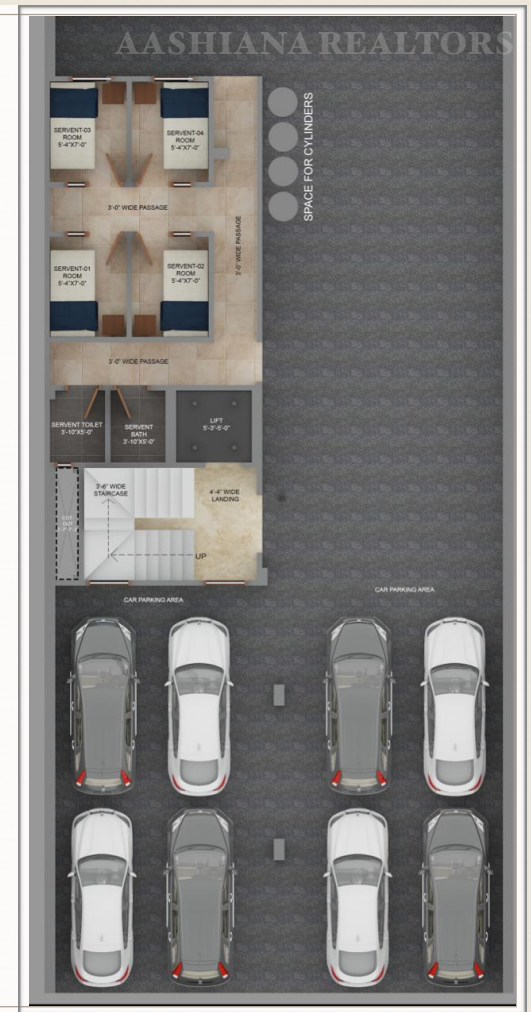 AASHIANA REALTORS
SERVENT-03
ROOM
5'-4"X7'-0"
SERVENT-04
ROOM
5'-4"X7'-0"
SPACE FOR CYLINDERS
3'-0" WIDE PASSAGE
3'-0" WIDE PASSAGE
SERVENT-01
ROOM
5'-4"X7'-0"
SERVENT-02
ROOM
5'-4"X7'-0"
3'-0" WIDE PASSAGE
SERVENT TOILET
3'-10"X5'-0"
SERVENT
BATH
3'-10"X5'-0"
LIFT
5'-3"-5'-0"
3'-6" WIDE
STAIRCASE
4'-4" WIDE
LANDING
UP
CAR PARKING AREA
CAR PARKING AREA